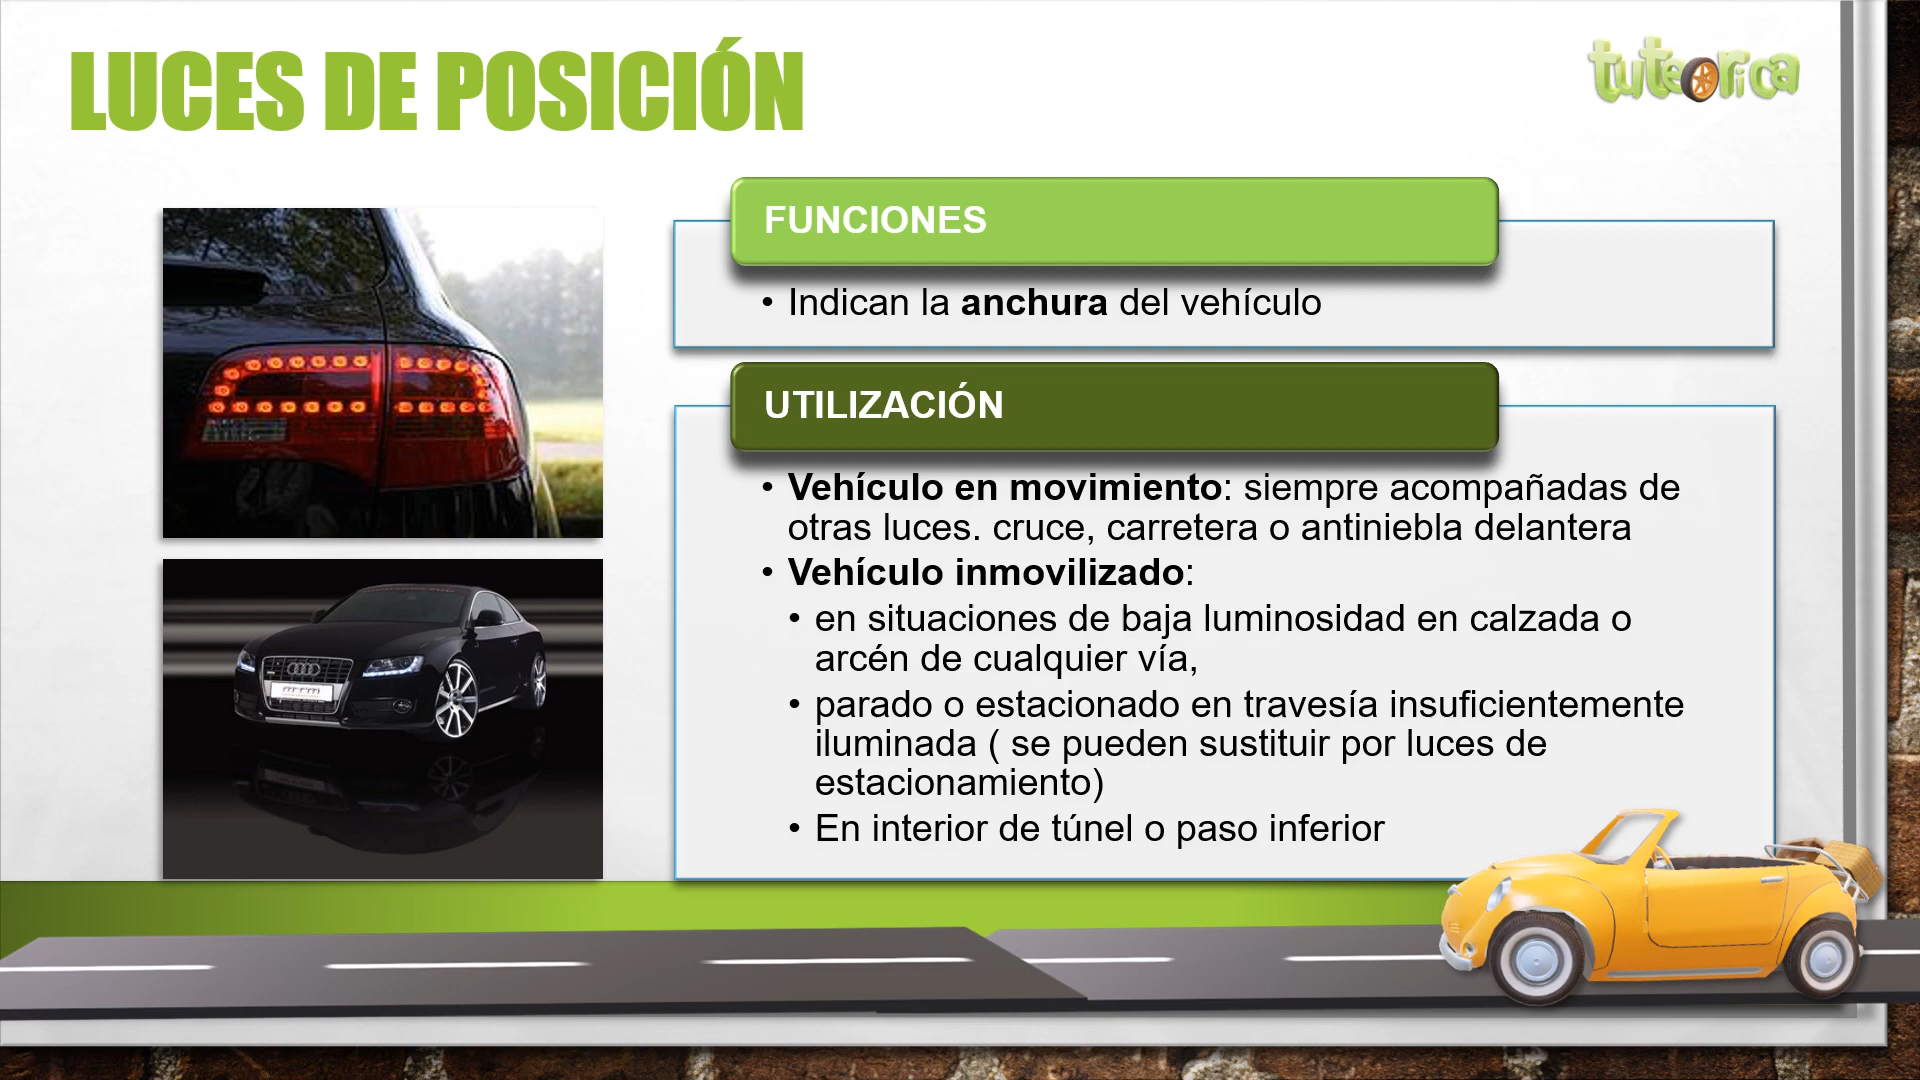 LUCES DE POSICIÓN
tuteorica
FUNCIONES
• Indican la anchura del vehículo
UTILIZACIÓN
• Vehículo en movimiento: siempre acompañadas de
otras luces. cruce, carretera o antiniebla delantera
• Vehículo inmovilizado:
• en situaciones de baja luminosidad en calzada o
arcén de cualquier vía,
• parado o estacionado en travesía insuficientemente
iluminada ( se pueden sustituir por luces de
estacionamiento)
• En interior de túnel o paso inferior